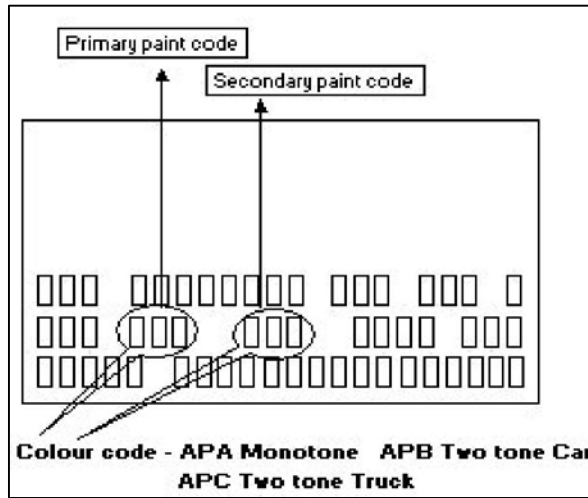 Primary paint code
Secondary paint code
Colour code - APA Monotone APB Two tone Car
APC Two tone Truck